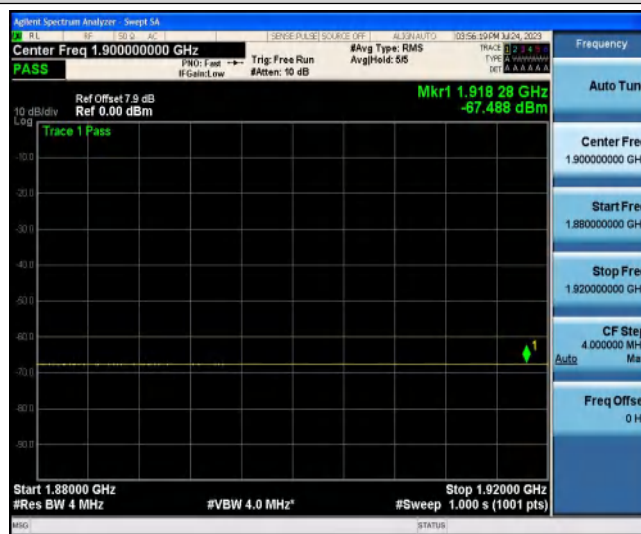 Agilent Spectrum Analyzer - Swept SA
RL RF 50 Ω AC SENSE:PULSE SOURCE OFF ALIGNAUTO 03:56:19 PM Jul 24, 2023
Center Freq 1.900000000 GHz
PASS
PNO: Fast
IFGain:Low
Trig: Free Run
#Atten: 10 dB
#Avg Type: RMS
Avg|Hold: 5/5
TRACE 1 2 3 4 5 6
TYPE A WWWWW
DET A A A A A A
Mkr1 1.918 28 GHz
-67.488 dBm
Ref Offset 7.9 dB
10 dB/div Ref 0.00 dBm
Log
Trace 1 Pass
-10.0
-20.0
-30.0
-40.0
-50.0
-60.0
-70.0
-80.0
-90.0
1
Start 1.88000 GHz
Stop 1.92000 GHz
#Res BW 4 MHz
#VBW 4.0 MHz*
#Sweep 1.000 s (1001 pts)
MSG
STATUS
Frequency
Auto Tun
Center Fre
1.900000000 GH
Start Fre
1.880000000 GH
Stop Fre
1.920000000 GH
CF Step
4.000000 MH
Auto Ma
Freq Offse
0 H